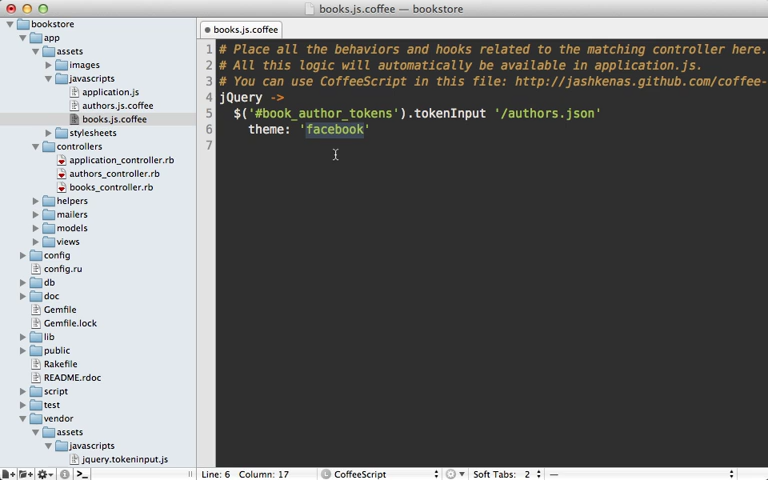 books.js.coffee — bookstore
bookstore
app
assets
images
javascripts
application.js
authors.js.coffee
books.js.coffee
stylesheets
controllers
application_controller.rb
authors_controller.rb
books_controller.rb
helpers
mailers
models
views
config
config.ru
db
doc
Gemfile
Gemfile.lock
lib
public
Rakefile
README.rdoc
script
test
vendor
assets
javascripts
jquery.tokeninput.js
books.js.coffee
1 # Place all the behaviors and hooks related to the matching controller here.
2 # All this logic will automatically be available in application.js.
3 # You can use CoffeeScript in this file: http://jashkenas.github.com/coffee-
4 jQuery ->
5 $('#book_author_tokens').tokenInput '/authors.json'
6 theme: 'facebook'
7
Line: 6 Column: 17 CoffeeScript Soft Tabs: 2 —